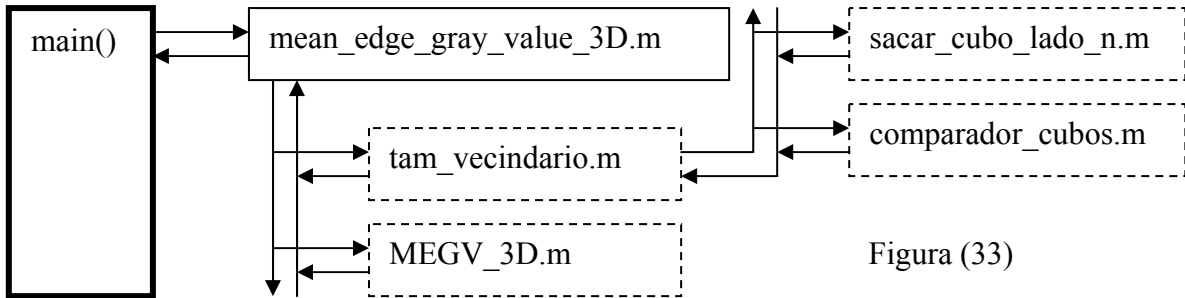 main()
mean_edge_gray_value_3D.m
sacar_cubo_lado_n.m
comparador_cubos.m
tam_vecindario.m
MEGV_3D.m
Figura (33)